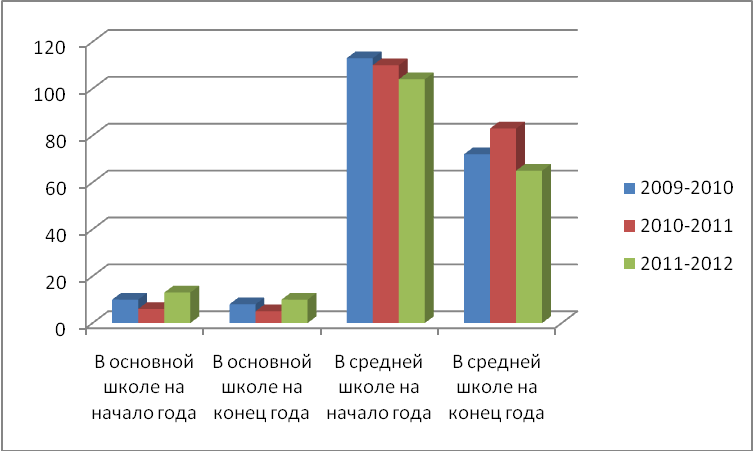 120
100
80
60
40
20
0
2009-2010
2010-2011
2011-2012
В основной
школе на
начало года
В основной
школе на
конец года
В средней
школе на
начало года
В средней
школе на
конец года